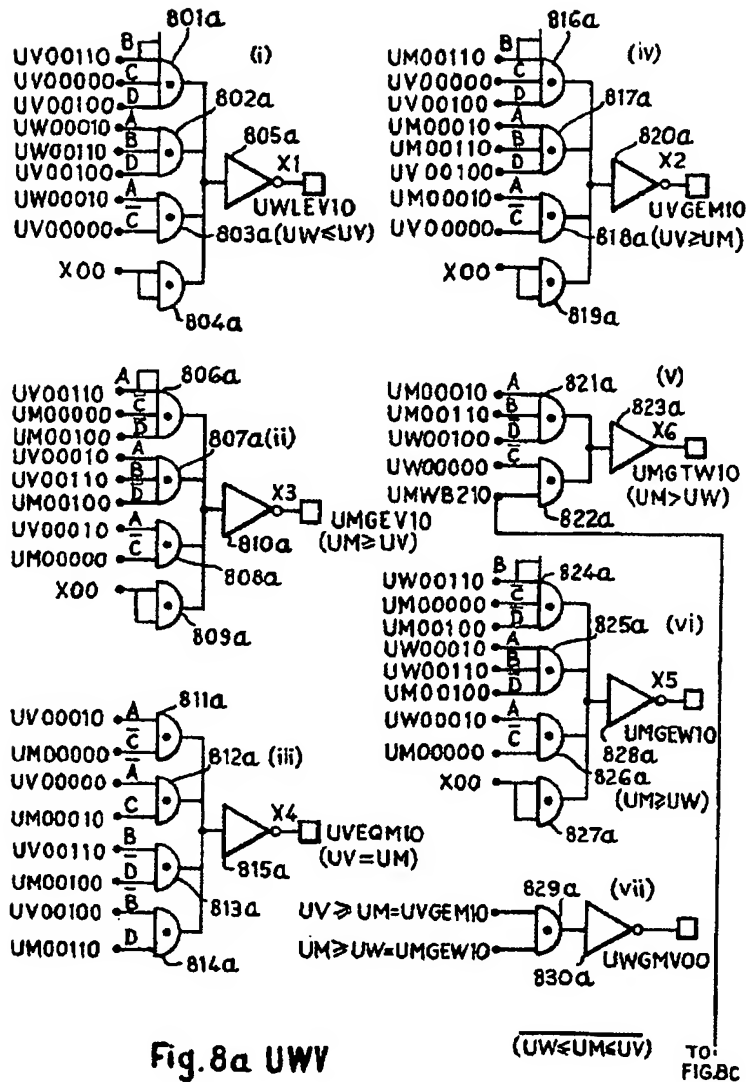 801a
B
UV00110
(i)
C
UV00000
D
UV00100
802a
UW00010 A
UW00110 B
UV00100 D
805a
X1
UWLEV10
UW00010 A
UV00000 C̅
803a (UW≤UV)
X00
804a
816a
B
UM00110
(iv)
C
UV00000
D
UV00100
817a
UM00010 A
UM00110 B
UV00100 D
820a
X2
UVGEM10
UM00010 A
UV00000 C̅
818a (UV≥UM)
X00
819a
A
806a
UV00110
UM00000 C̅
UM00100 D̅
807a (ii)
UV00010 A
UV00110 B
UM00100 D̅
X3
UMGEV10
(UM≥UV)
810a
UV00010 A
UM00000 C̅
808a
X00
809a
821a
(v)
UM00010 A
UM00110 B
UW00100 D̅
823a
X6
UMGTW10
(UM>UW)
UW00000 C̅
UMWB210
822a
B
824a
UW00110
UM00000 C̅
UM00100 D̅
825a (vi)
UW00010 A
UW00110 B
UM00100 D̅
X5
UMGEW10
828a
UW00010 A
UM00000 C̅
826a
(UM≥UW)
X00
827a
811a
UV00010 A
UM00000 C̅
812a (iii)
UV00000 A̅
UM00010 C
X4
UVEQM10
(UV=UM)
815a
UV00110 B
UM00100 D̅
813a
UV00100 B̅
UM00110 D
814a
829a
(vii)
UV≥UM=UVGEM10
UM≥UW=UMGEW10
830a
UWGMV00
Fig.8a UWV
(UW≤UM≤UV)
TO
FIG.8C